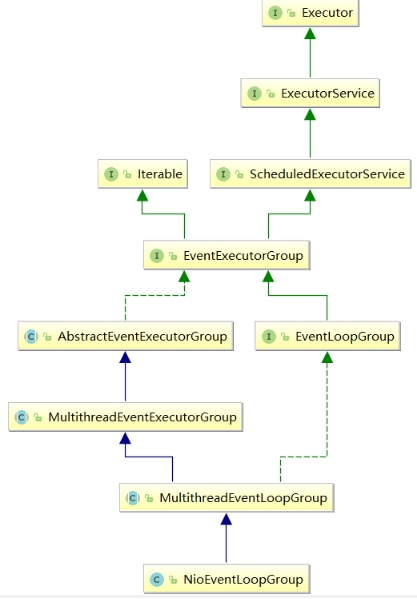 I Executor
I ExecutorService
I Iterable
I ScheduledExecutorService
I EventExecutorGroup
C AbstractEventExecutorGroup
I EventLoopGroup
C MultithreadEventExecutorGroup
C MultithreadEventLoopGroup
C NioEventLoopGroup